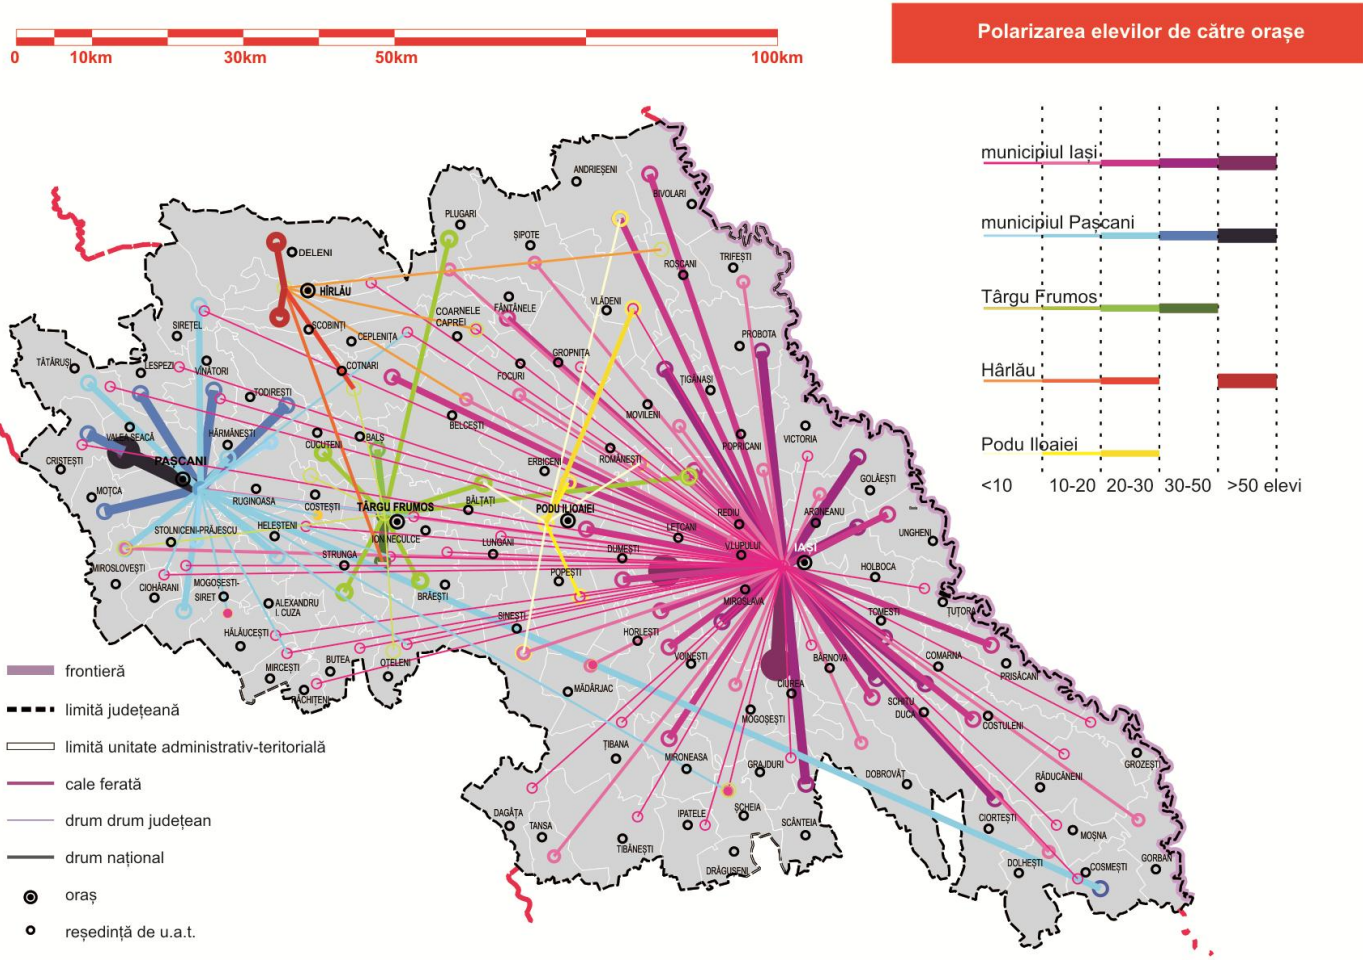 Polarizarea elevilor de către orașe
0 10km 30km 50km 100km
municipiul Iași
municipiul Pașcani
Târgu Frumos
Hârlău
Podu Iloaiei
<10 10-20 20-30 30-50 >50 elevi
ANDRIEȘENI
BIVOLARI
PLUGARI
ȘIPOTE
DELENI
ROȘCANI
TRIFEȘTI
HÎRLĂU
VLĂDENI
FÂNTÂNELE
COARNELE
CAPREI
SIREȚEL
SCOBINȚI
CEPLENIȚA
PROBOTA
TĂTĂRUȘI
LESPEZI
VÎNĂTORI
COTNARI
GROPNIȚA
FOCURI
ȚIGĂNAȘI
TODIREȘTI
MOVILENI
BELCEȘTI
VALEA SEACĂ
HĂRMĂNEȘTI
CUCUTENI
BALȘ
POPRICANI
VICTORIA
CRISTEȘTI
PAȘCANI
ERBICENI
ROMÂNEȘTI
GOLĂEȘTI
MOȚCA
RUGINOASA
COSTEȘTI
TÂRGU FRUMOS
BĂLȚAȚI
PODU ILOAIEI
REDIU
ARONEANU
STOLNICENI-PRĂJESCU
HELEȘTENI
ION NECULCE
LEȚCANI
UNGHENI
LUNGANI
DUMEȘTI
VLUPULUI
IAȘI
STRUNGA
MIROSLOVEȘTI
POPEȘTI
HOLBOCA
CIOHĂRANI
MOGOȘEȘTI-
SIRET
BRĂEȘTI
MIROSLAVA
ALEXANDRU
I. CUZA
TOMEȘTI
ȚUȚORA
SINEȘTI
HĂLĂUCEȘTI
HORLEȘTI
VOINEȘTI
BÂRNOVA
COMARNA
PRISĂCANI
MIRCEȘTI
BUTEA
OȚELENI
frontieră
RĂCHIȚENI
MĂDÂRJAC
CIUREA
SCHITU
DUCA
limită județeană
MOGOȘEȘTI
COSTULENI
limită unitate administrativ-teritorială
ȚIBANA
MIRONEASA
GRAJDURI
GROZEȘTI
cale ferată
DOBROVĂȚ
RĂDUCĂNENI
DAGÂȚA
TANSA
IPATELE
ȘCHEIA
SCÂNTEIA
CIORTEȘTI
drum drum județean
MOȘNA
ȚIBĂNEȘTI
drum național
DRĂGUȘENI
DOLHEȘTI
COSMEȘTI
GORBAN
oraș
reședință de u.a.t.